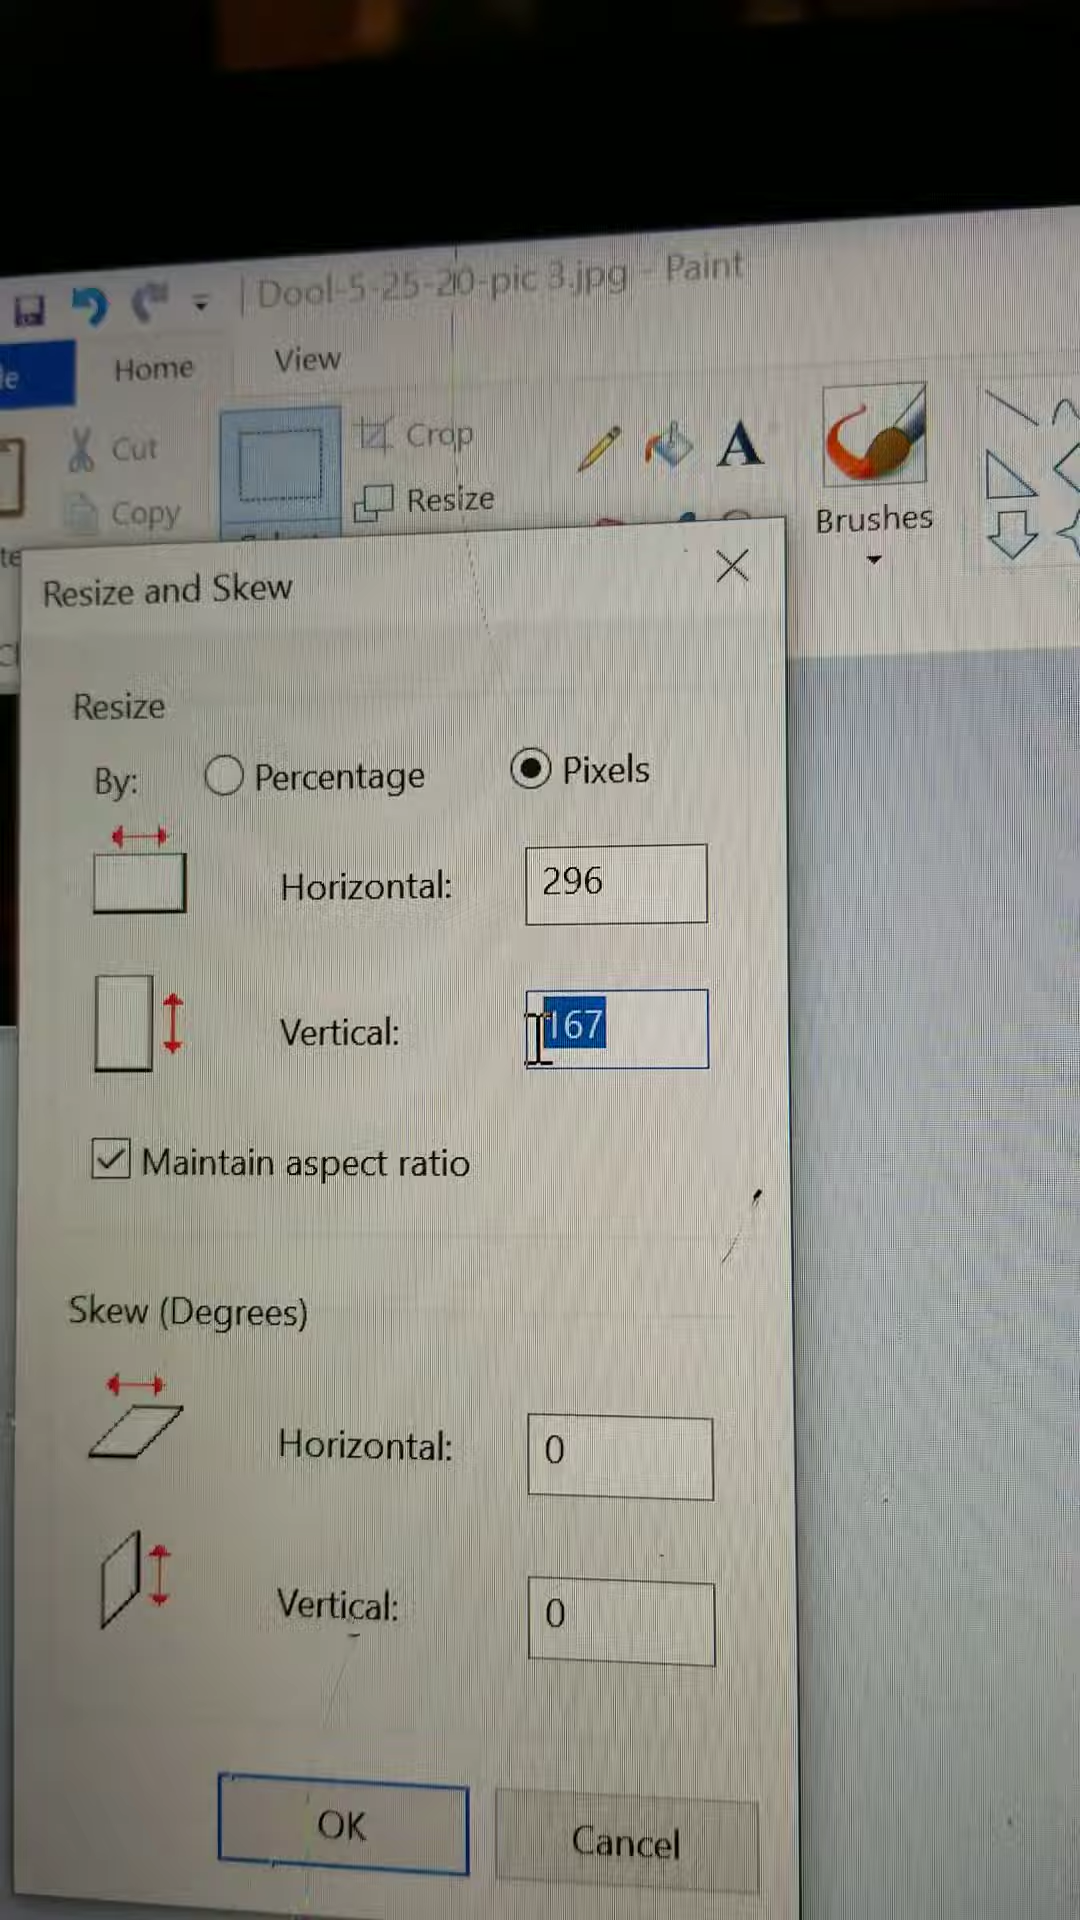 Dool-5-25-20-pic 3.jpg - Paint
Home View
Cut
Crop
Copy
Resize
Brushes
Resize and Skew
Resize
By: Percentage Pixels
Horizontal: 296
Vertical: 167
Maintain aspect ratio
Skew (Degrees)
Horizontal: 0
Vertical: 0
OK Cancel